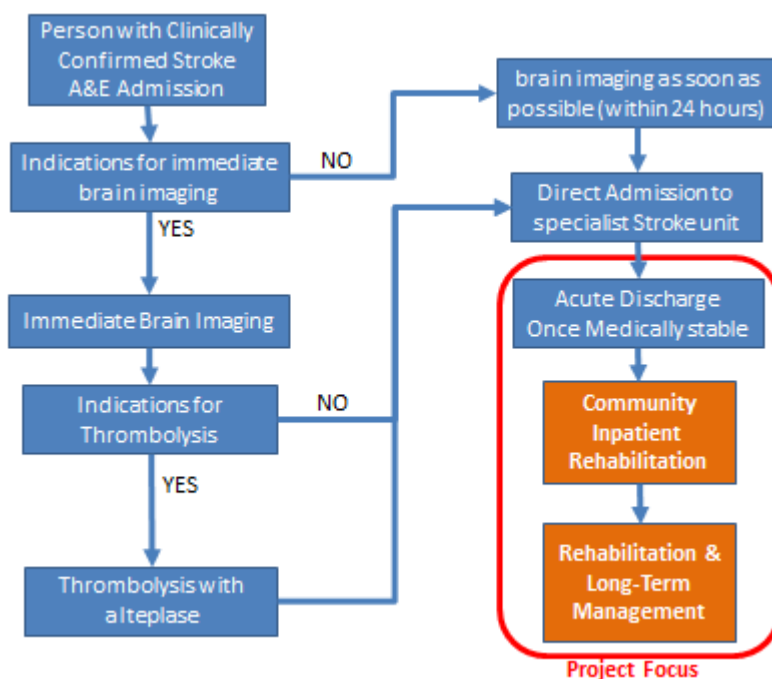 Person with Clinically
Confirmed Stroke
A&E Admission
Indications for immediate
brain imaging
NO
YES
Immediate Brain Imaging
Indications for
Thrombolysis
NO
YES
Thrombolysis with
alteplase
brain imaging as soon as
possible (within 24 hours)
Direct Admission to
specialist Stroke unit
Acute Discharge
Once Medically stable
Community
Inpatient
Rehabilitation
Rehabilitation &
Long-Term
Management
Project Focus